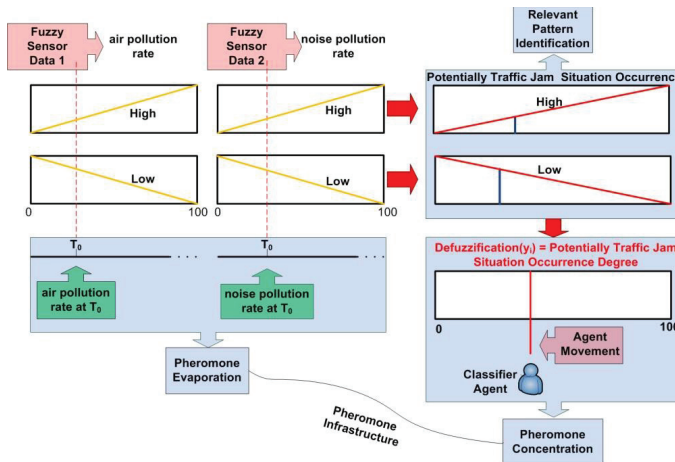 Fuzzy
Sensor
Data 1
air pollution
rate
Fuzzy
Sensor
Data 2
noise pollution
rate
Relevant
Pattern
Identification
Potentially Traffic Jam Situation Occurrenc
High
High
High
Low
Low
Low
0
100
0
100
T₀
T₀
. . .
. . .
air pollution
rate at T₀
noise pollution
rate at T₀
Defuzzification(yᵢ) = Potentially Traffic Jam
Situation Occurrence
Degree
0
100
Agent
Movement
Classifier
Agent
Pheromone
Evaporation
Pheromone
Infrastructure
Pheromone
Concentration